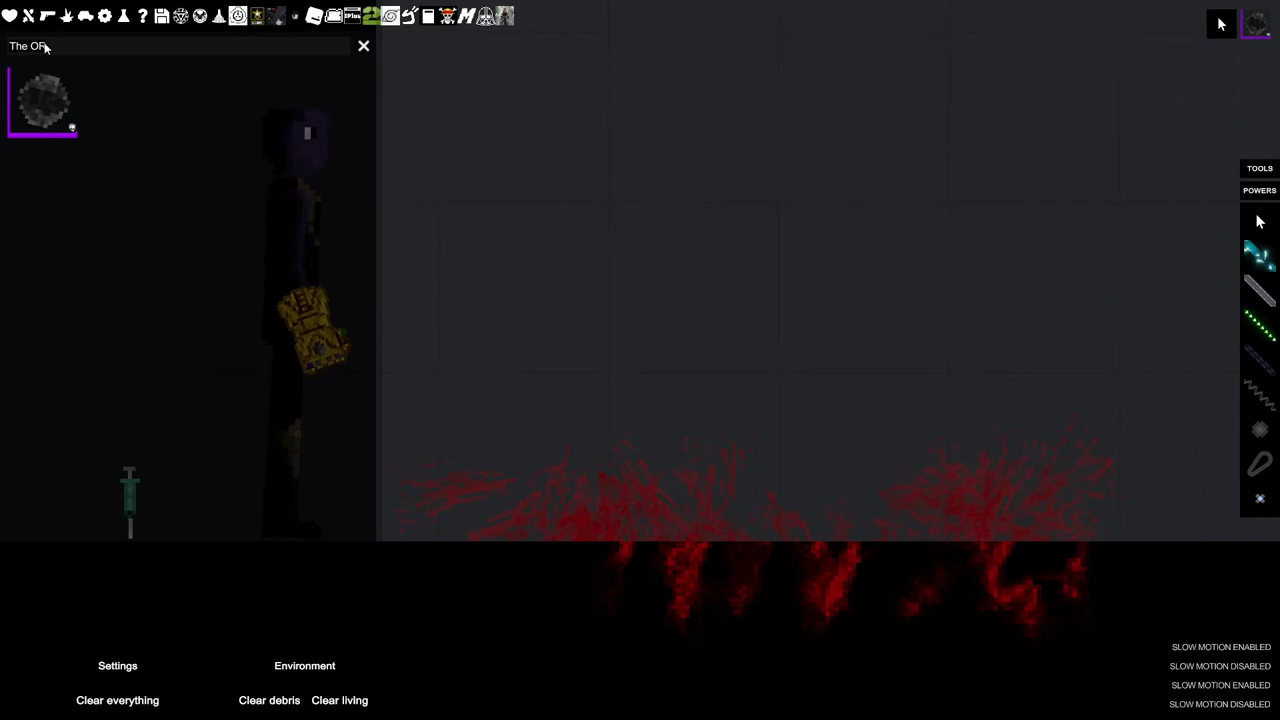 The OR
TOOLS
POWERS
Settings
Environment
Clear everything
Clear debris
Clear living
SLOW MOTION ENABLED
SLOW MOTION DISABLED
SLOW MOTION ENABLED
SLOW MOTION DISABLED